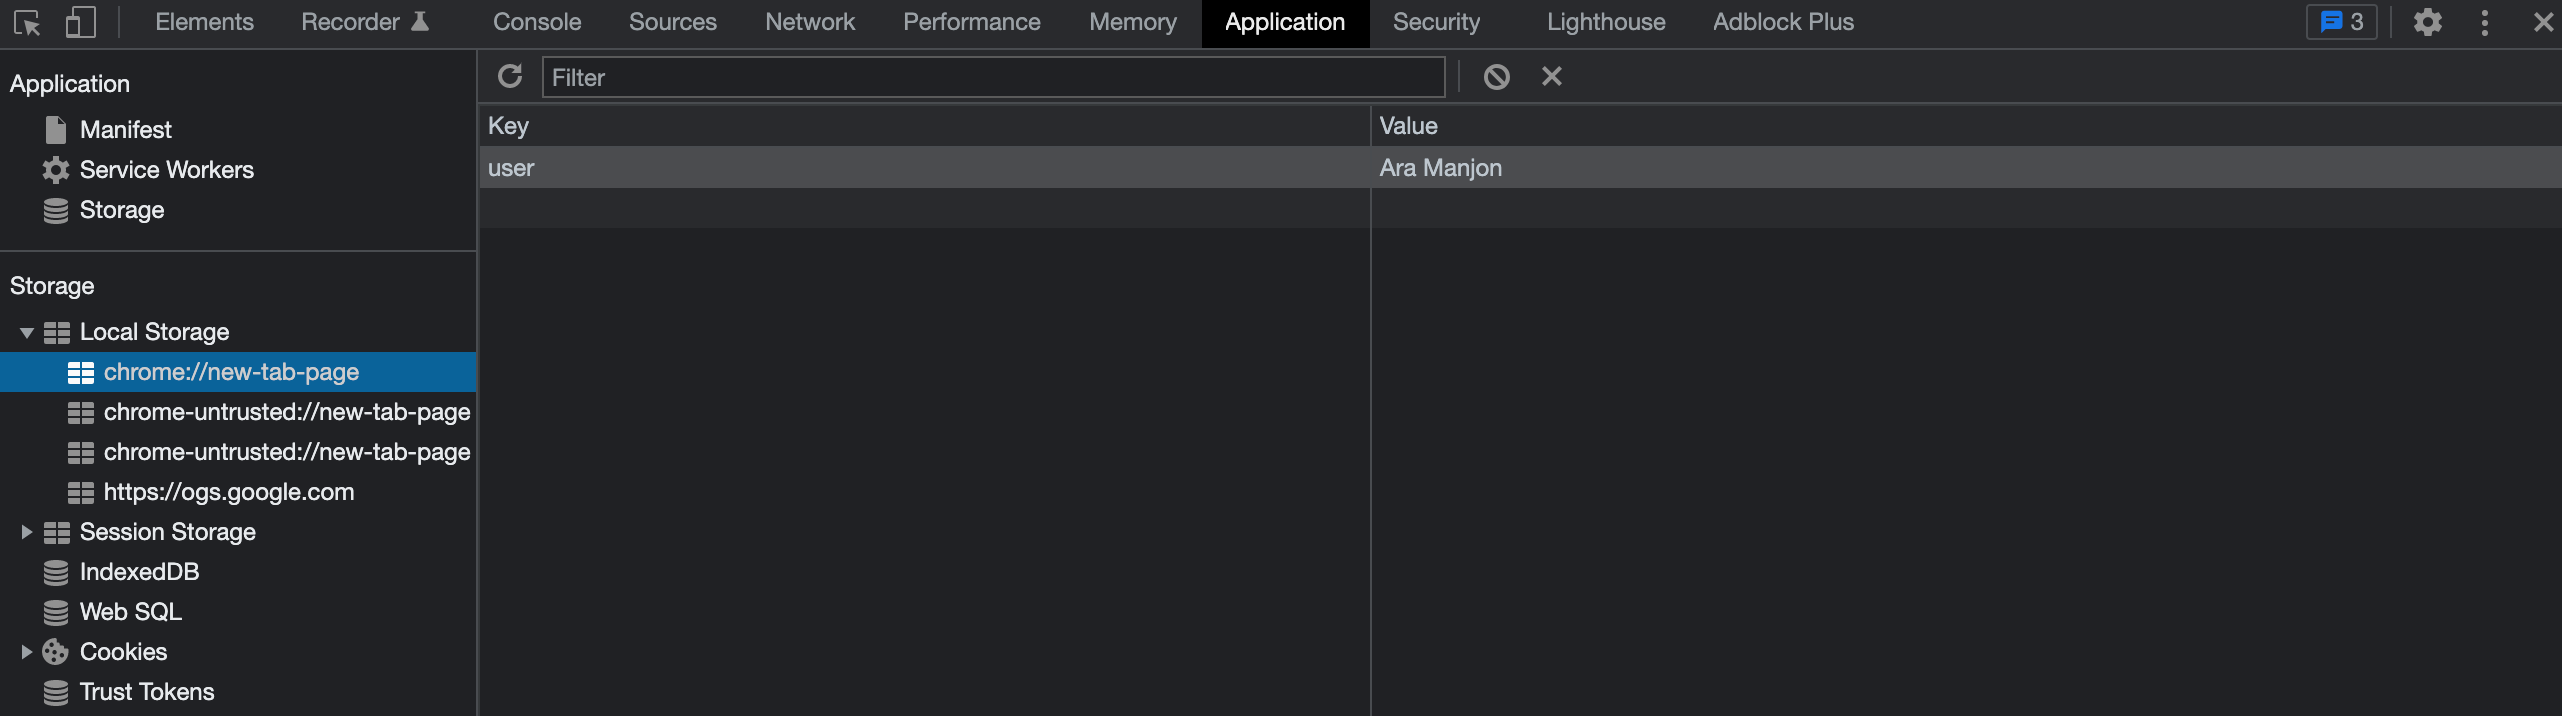 Elements Recorder Console Sources Network Performance Memory Application Security Lighthouse Adblock Plus 3
Application
Manifest
Service Workers
Storage
Storage
Local Storage
chrome://new-tab-page
chrome-untrusted://new-tab-page
chrome-untrusted://new-tab-page
https://ogs.google.com
Session Storage
IndexedDB
Web SQL
Cookies
Trust Tokens
Filter
Key Value
user Ara Manjon